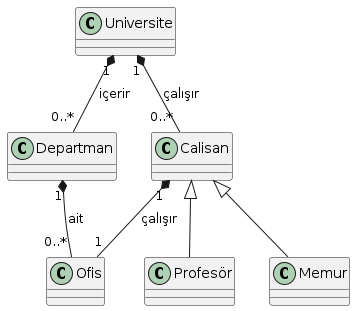 C Universite
1 1
içerir çalışır
0..* 0..*
C Departman C Calisan
1 1
ait çalışır
0..* 1
C Ofis C Profesör C Memur